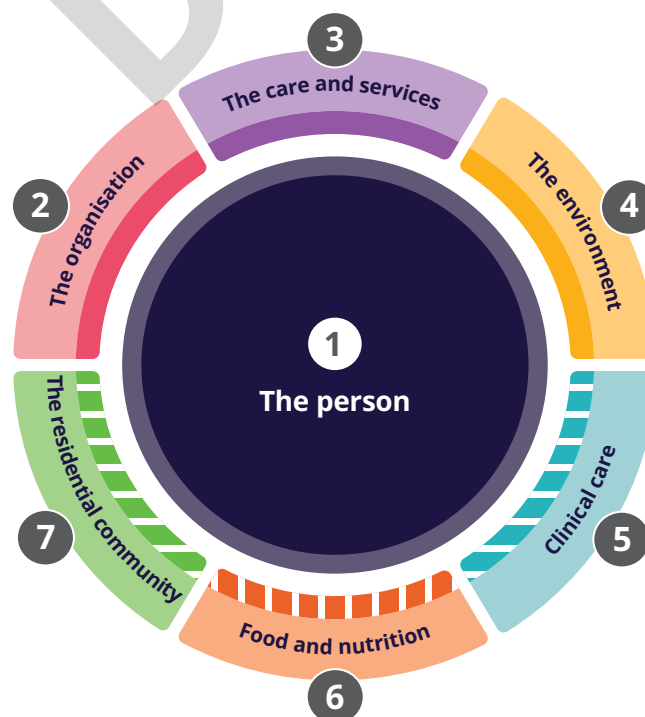 1
The person
2
The organisation
3
The care and services
4
The environment
5
Clinical care
6
Food and nutrition
7
The residential community